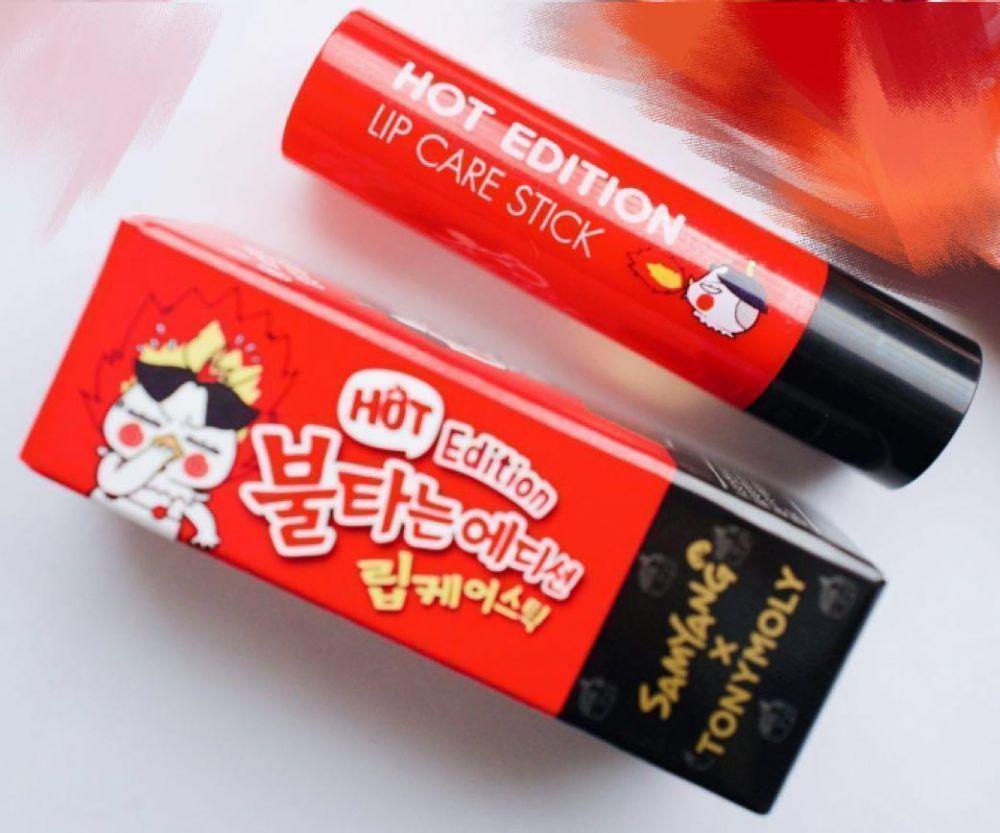 HOT EDITION
LIP CARE STICK
HOT
Edition
불타는에디션
립케어스틱
SAMYANG
X
TONYMOLY